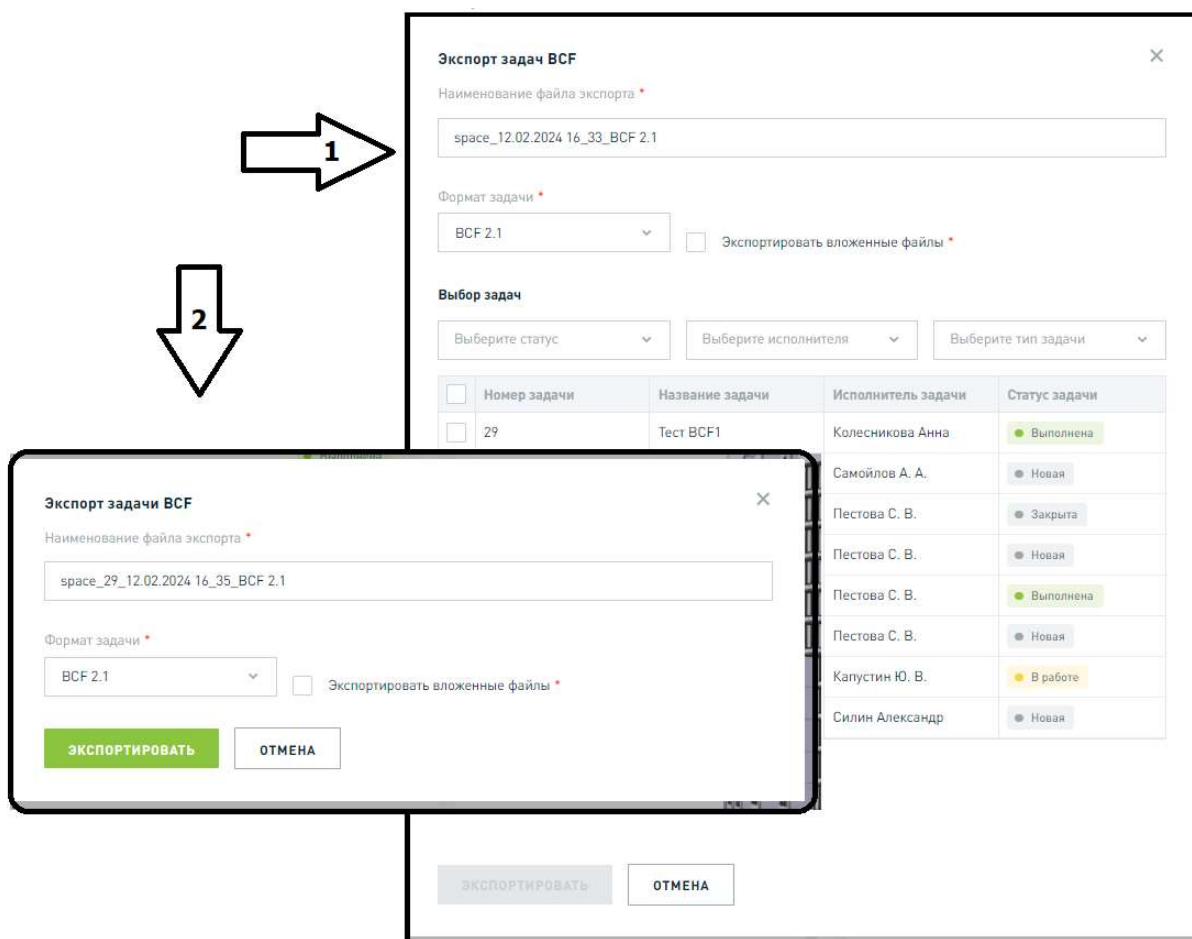 1
Экспорт задач BCF
Наименование файла экспорта *
space_12.02.2024 16_33_BCF 2.1
Формат задачи *
BCF 2.1
Экспортировать вложенные файлы *
Выбор задач
Выберите статус Выберите исполнителя Выберите тип задачи
Номер задачи Название задачи Исполнитель задачи Статус задачи
29 Тест BCF1 Колесникова Анна Выполнена
Самойлов А. А. Новая
Пестова С. В. Закрыта
Пестова С. В. Новая
Пестова С. В. Выполнена
Пестова С. В. Новая
Капустин Ю. В. В работе
Силин Александр Новая
ЭКСПОРТИРОВАТЬ ОТМЕНА
2
Экспорт задачи BCF
Наименование файла экспорта *
space_29_12.02.2024 16_35_BCF 2.1
Формат задачи *
BCF 2.1
Экспортировать вложенные файлы *
ЭКСПОРТИРОВАТЬ ОТМЕНА